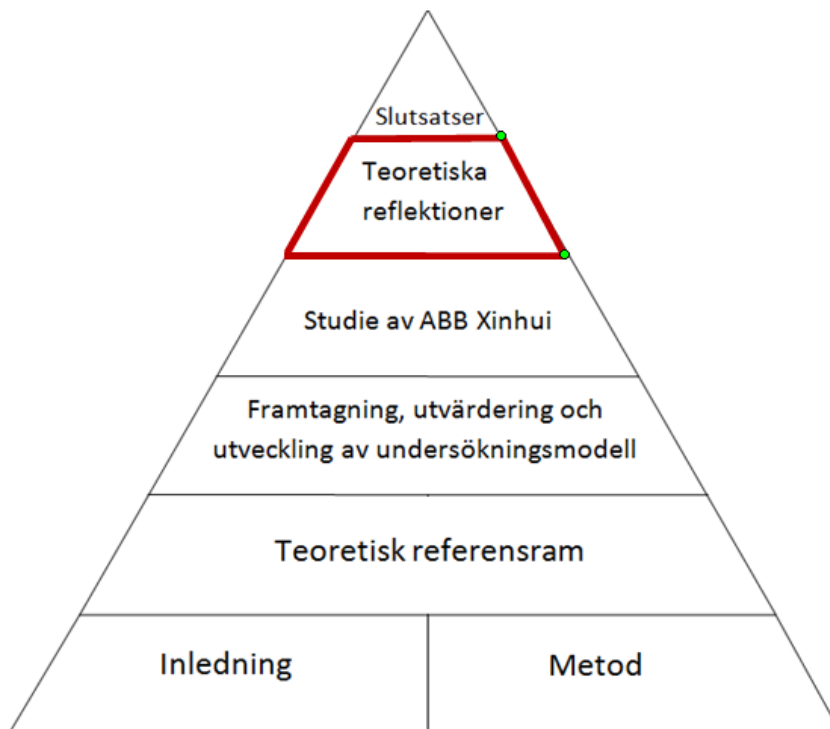 Slutsatser
Teoretiska
reflektioner
Studie av ABB Xinhui
Framtagning, utvärdering och
utveckling av undersökningsmodell
Teoretisk referensram
Inledning
Metod